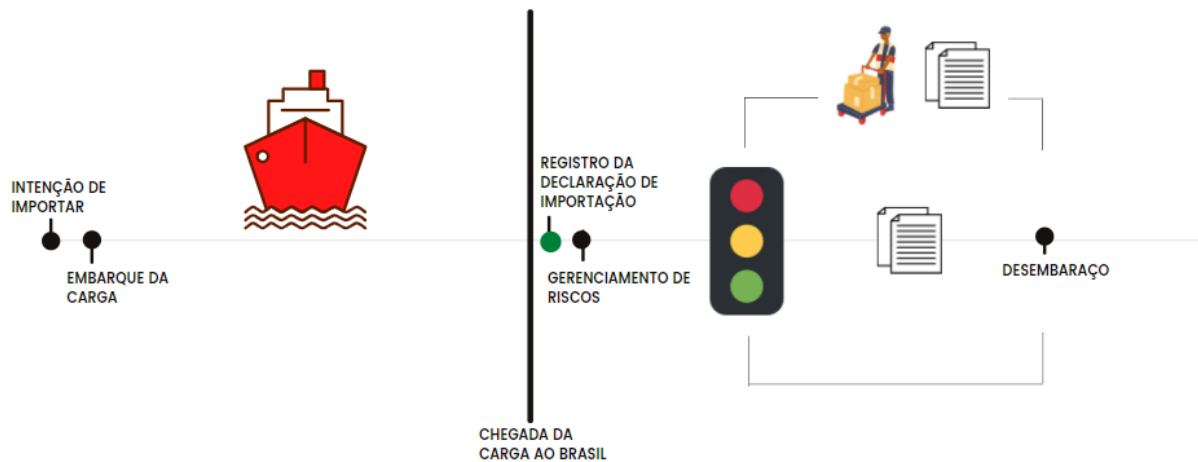 INTENÇÃO DE
IMPORTAR
EMBARQUE DA
CARGA
CHEGADA DA
CARGA AO BRASIL
REGISTRO DA
DECLARAÇÃO DE
IMPORTAÇÃO
GERENCIAMENTO DE
RISCOS
DESEMBARAÇO